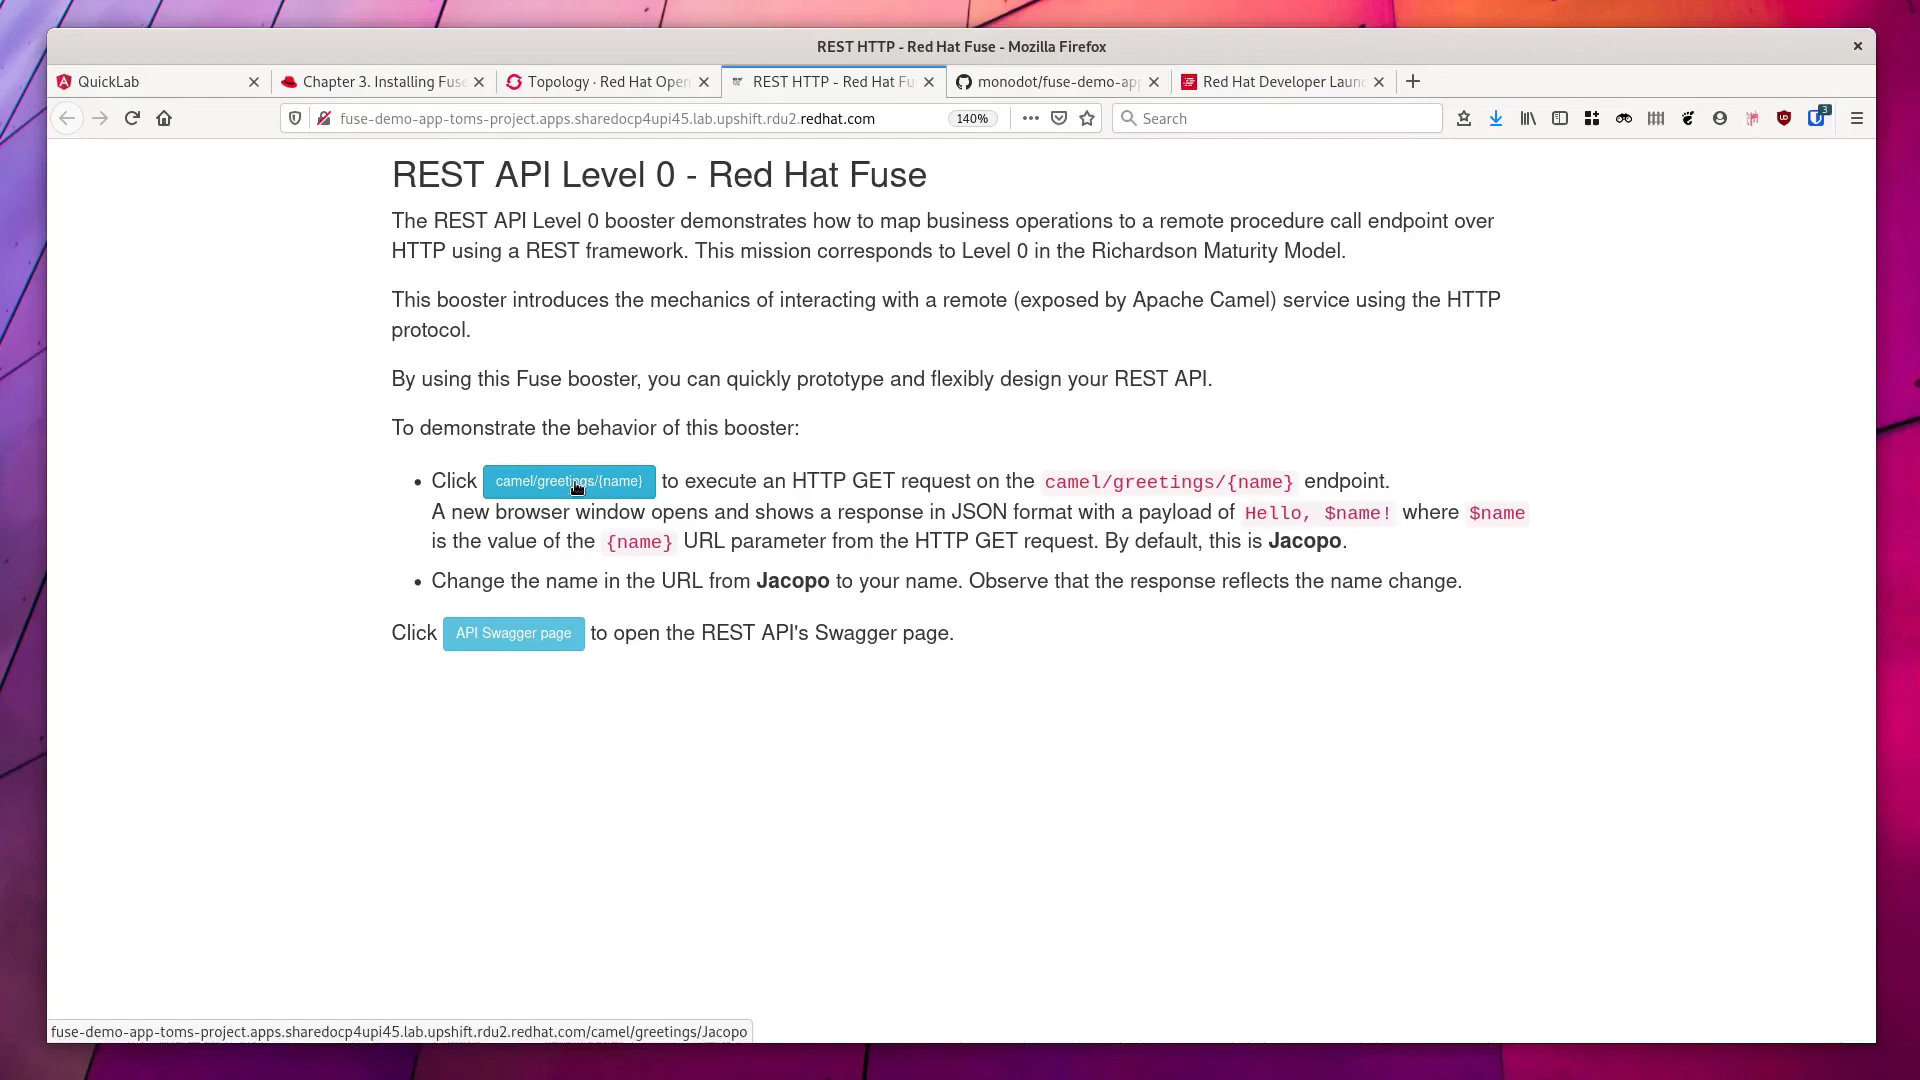 REST HTTP - Red Hat Fuse - Mozilla Firefox
QuickLab
Chapter 3. Installing Fuse
Topology · Red Hat Open
REST HTTP - Red Hat Fu
monodot/fuse-demo-app
Red Hat Developer Launc
fuse-demo-app-toms-project.apps.sharedocp4upi45.lab.upshift.rdu2.redhat.com
140%
Search
3
REST API Level 0 - Red Hat Fuse
The REST API Level 0 booster demonstrates how to map business operations to a remote procedure call endpoint over
HTTP using a REST framework. This mission corresponds to Level 0 in the Richardson Maturity Model.
This booster introduces the mechanics of interacting with a remote (exposed by Apache Camel) service using the HTTP
protocol.
By using this Fuse booster, you can quickly prototype and flexibly design your REST API.
To demonstrate the behavior of this booster:
• Click camel/greetings/{name} to execute an HTTP GET request on the camel/greetings/{name} endpoint.
A new browser window opens and shows a response in JSON format with a payload of Hello, $name! where $name
is the value of the {name} URL parameter from the HTTP GET request. By default, this is Jacopo.
• Change the name in the URL from Jacopo to your name. Observe that the response reflects the name change.
Click API Swagger page to open the REST API's Swagger page.
fuse-demo-app-toms-project.apps.sharedocp4upi45.lab.upshift.rdu2.redhat.com/camel/greetings/Jacopo